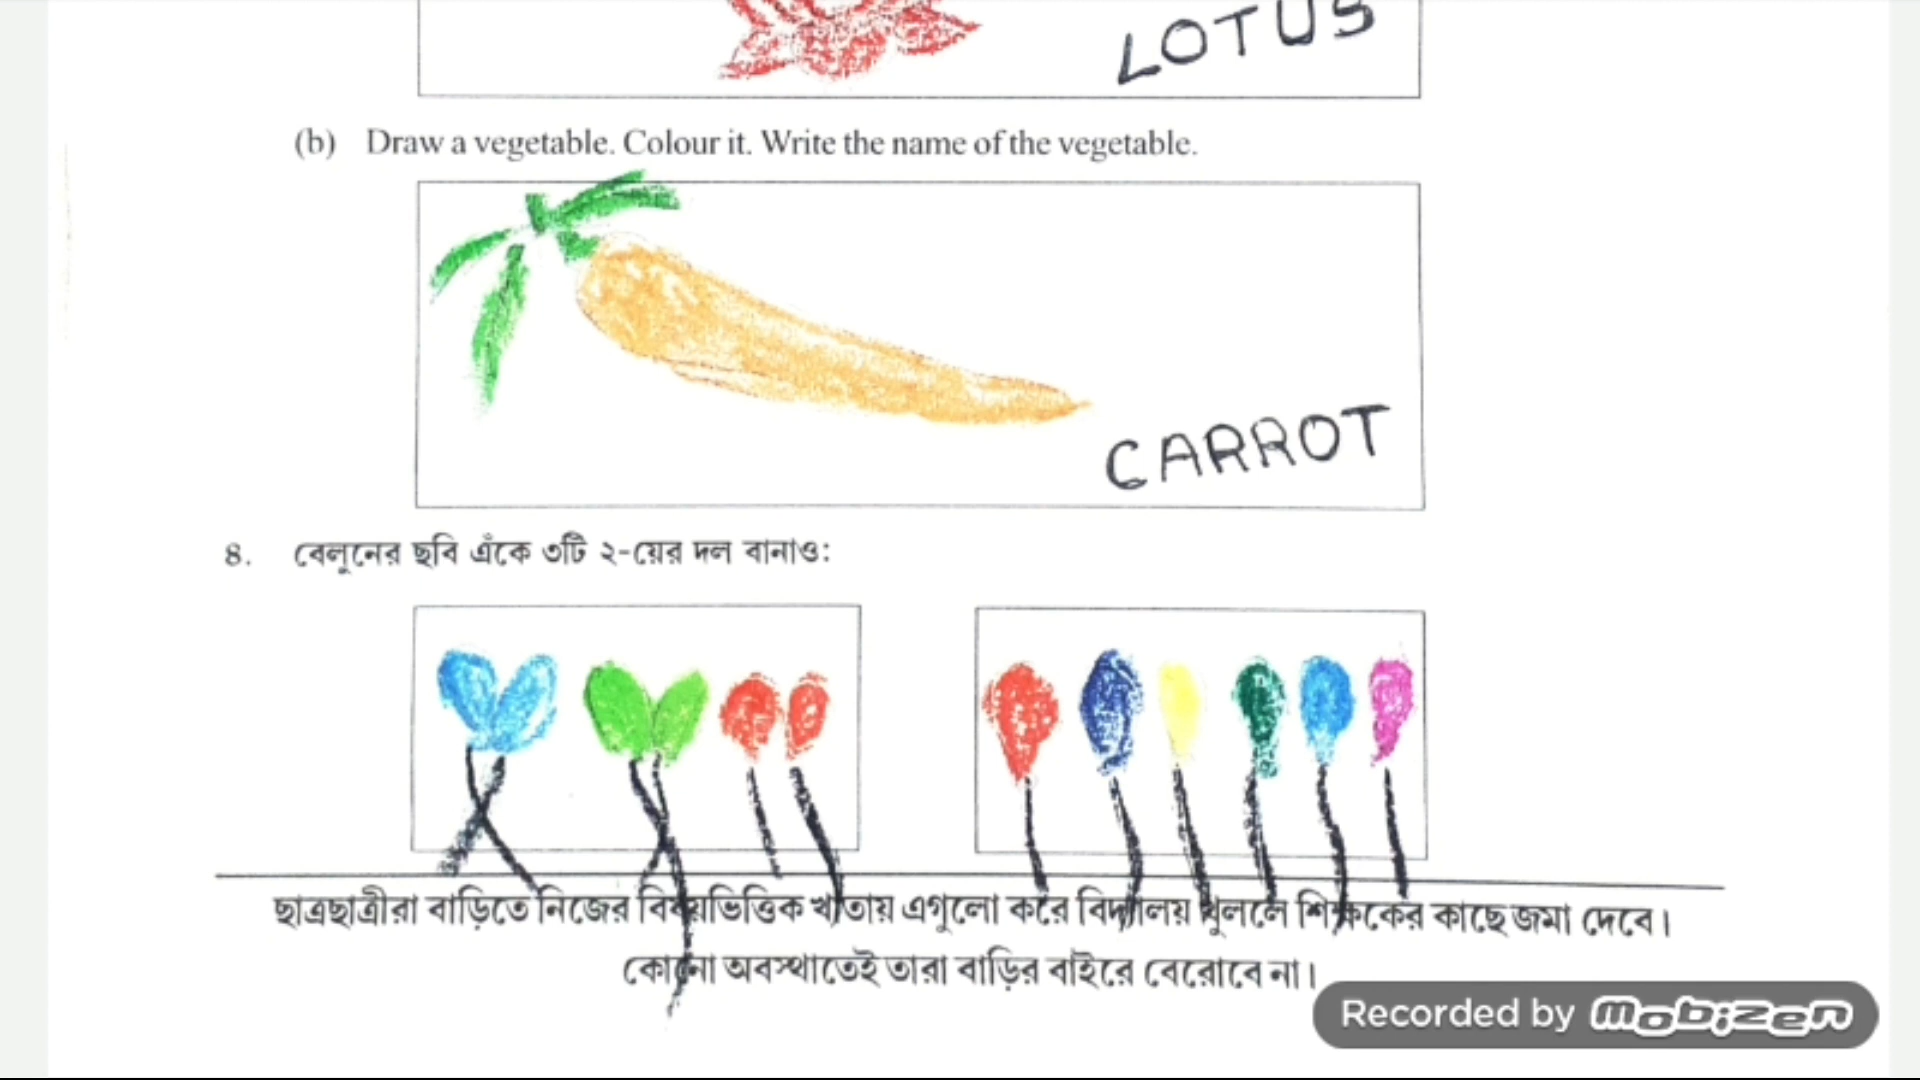 LOTUS
(b) Draw a vegetable. Colour it. Write the name of the vegetable.
CARROT
8. বেলুনের ছবি এঁকে ৩টি ২-য়ের দল বানাও:
ছাত্রছাত্রীরা বাড়িতে নিজের বিষয়ভিত্তিক খাতায় এগুলো করে বিদ্যালয় খুললে শিক্ষকের কাছে জমা দেবে।
কোনো অবস্থাতেই তারা বাড়ির বাইরে বেরোবে না।
Recorded by mobizen